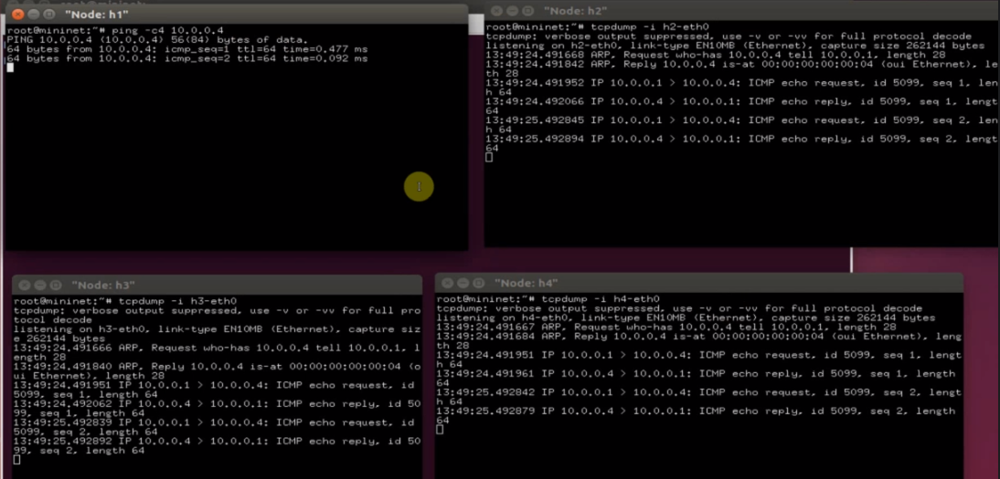 "Node: h1"
root@mininet:~# ping -c4 10.0.0.4
PING 10.0.0.4 (10.0.0.4) 56(84) bytes of data.
64 bytes from 10.0.0.4: icmp_seq=1 ttl=64 time=0.477 ms
64 bytes from 10.0.0.4: icmp_seq=2 ttl=64 time=0.092 ms
"Node: h2"
root@mininet:~# tcpdump -i h2-eth0
tcpdump: verbose output suppressed, use -v or -vv for full protocol decode
listening on h2-eth0, link-type EN10MB (Ethernet), capture size 262144 bytes
13:49:24.491668 ARP, Request who-has 10.0.0.4 tell 10.0.0.1, length 28
13:49:24.491842 ARP, Reply 10.0.0.4 is-at 00:00:00:00:00:04 (oui Ethernet), le
th 28
13:49:24.491952 IP 10.0.0.1 > 10.0.0.4: ICMP echo request, id 5099, seq 1, len
h 64
13:49:24.492066 IP 10.0.0.4 > 10.0.0.1: ICMP echo reply, id 5099, seq 1, lengt
64
13:49:25.492845 IP 10.0.0.1 > 10.0.0.4: ICMP echo request, id 5099, seq 2, len
h 64
13:49:25.492894 IP 10.0.0.4 > 10.0.0.1: ICMP echo reply, id 5099, seq 2, lengt
64
"Node: h3"
root@mininet:~# tcpdump -i h3-eth0
tcpdump: verbose output suppressed, use -v or -vv for full pro
tocol decode
listening on h3-eth0, link-type EN10MB (Ethernet), capture siz
e 262144 bytes
13:49:24.491666 ARP, Request who-has 10.0.0.4 tell 10.0.0.1, l
ength 28
13:49:24.491840 ARP, Reply 10.0.0.4 is-at 00:00:00:00:00:04 (o
ui Ethernet), length 28
13:49:24.491951 IP 10.0.0.1 > 10.0.0.4: ICMP echo request, id
5099, seq 1, length 64
13:49:24.492062 IP 10.0.0.4 > 10.0.0.1: ICMP echo reply, id 50
99, seq 1, length 64
13:49:25.492839 IP 10.0.0.1 > 10.0.0.4: ICMP echo request, id
5099, seq 2, length 64
13:49:25.492892 IP 10.0.0.4 > 10.0.0.1: ICMP echo reply, id 50
99, seq 2, length 64
"Node: h4"
root@mininet:~# tcpdump -i h4-eth0
tcpdump: verbose output suppressed, use -v or -vv for full protocol decode
listening on h4-eth0, link-type EN10MB (Ethernet), capture size 262144 bytes
13:49:24.491667 ARP, Request who-has 10.0.0.4 tell 10.0.0.1, length 28
13:49:24.491684 ARP, Reply 10.0.0.4 is-at 00:00:00:00:00:04 (oui Ethernet), leng
th 28
13:49:24.491951 IP 10.0.0.1 > 10.0.0.4: ICMP echo request, id 5099, seq 1, lengt
h 64
13:49:24.491961 IP 10.0.0.4 > 10.0.0.1: ICMP echo reply, id 5099, seq 1, length
64
13:49:25.492842 IP 10.0.0.1 > 10.0.0.4: ICMP echo request, id 5099, seq 2, lengt
h 64
13:49:25.492879 IP 10.0.0.4 > 10.0.0.1: ICMP echo reply, id 5099, seq 2, length
64